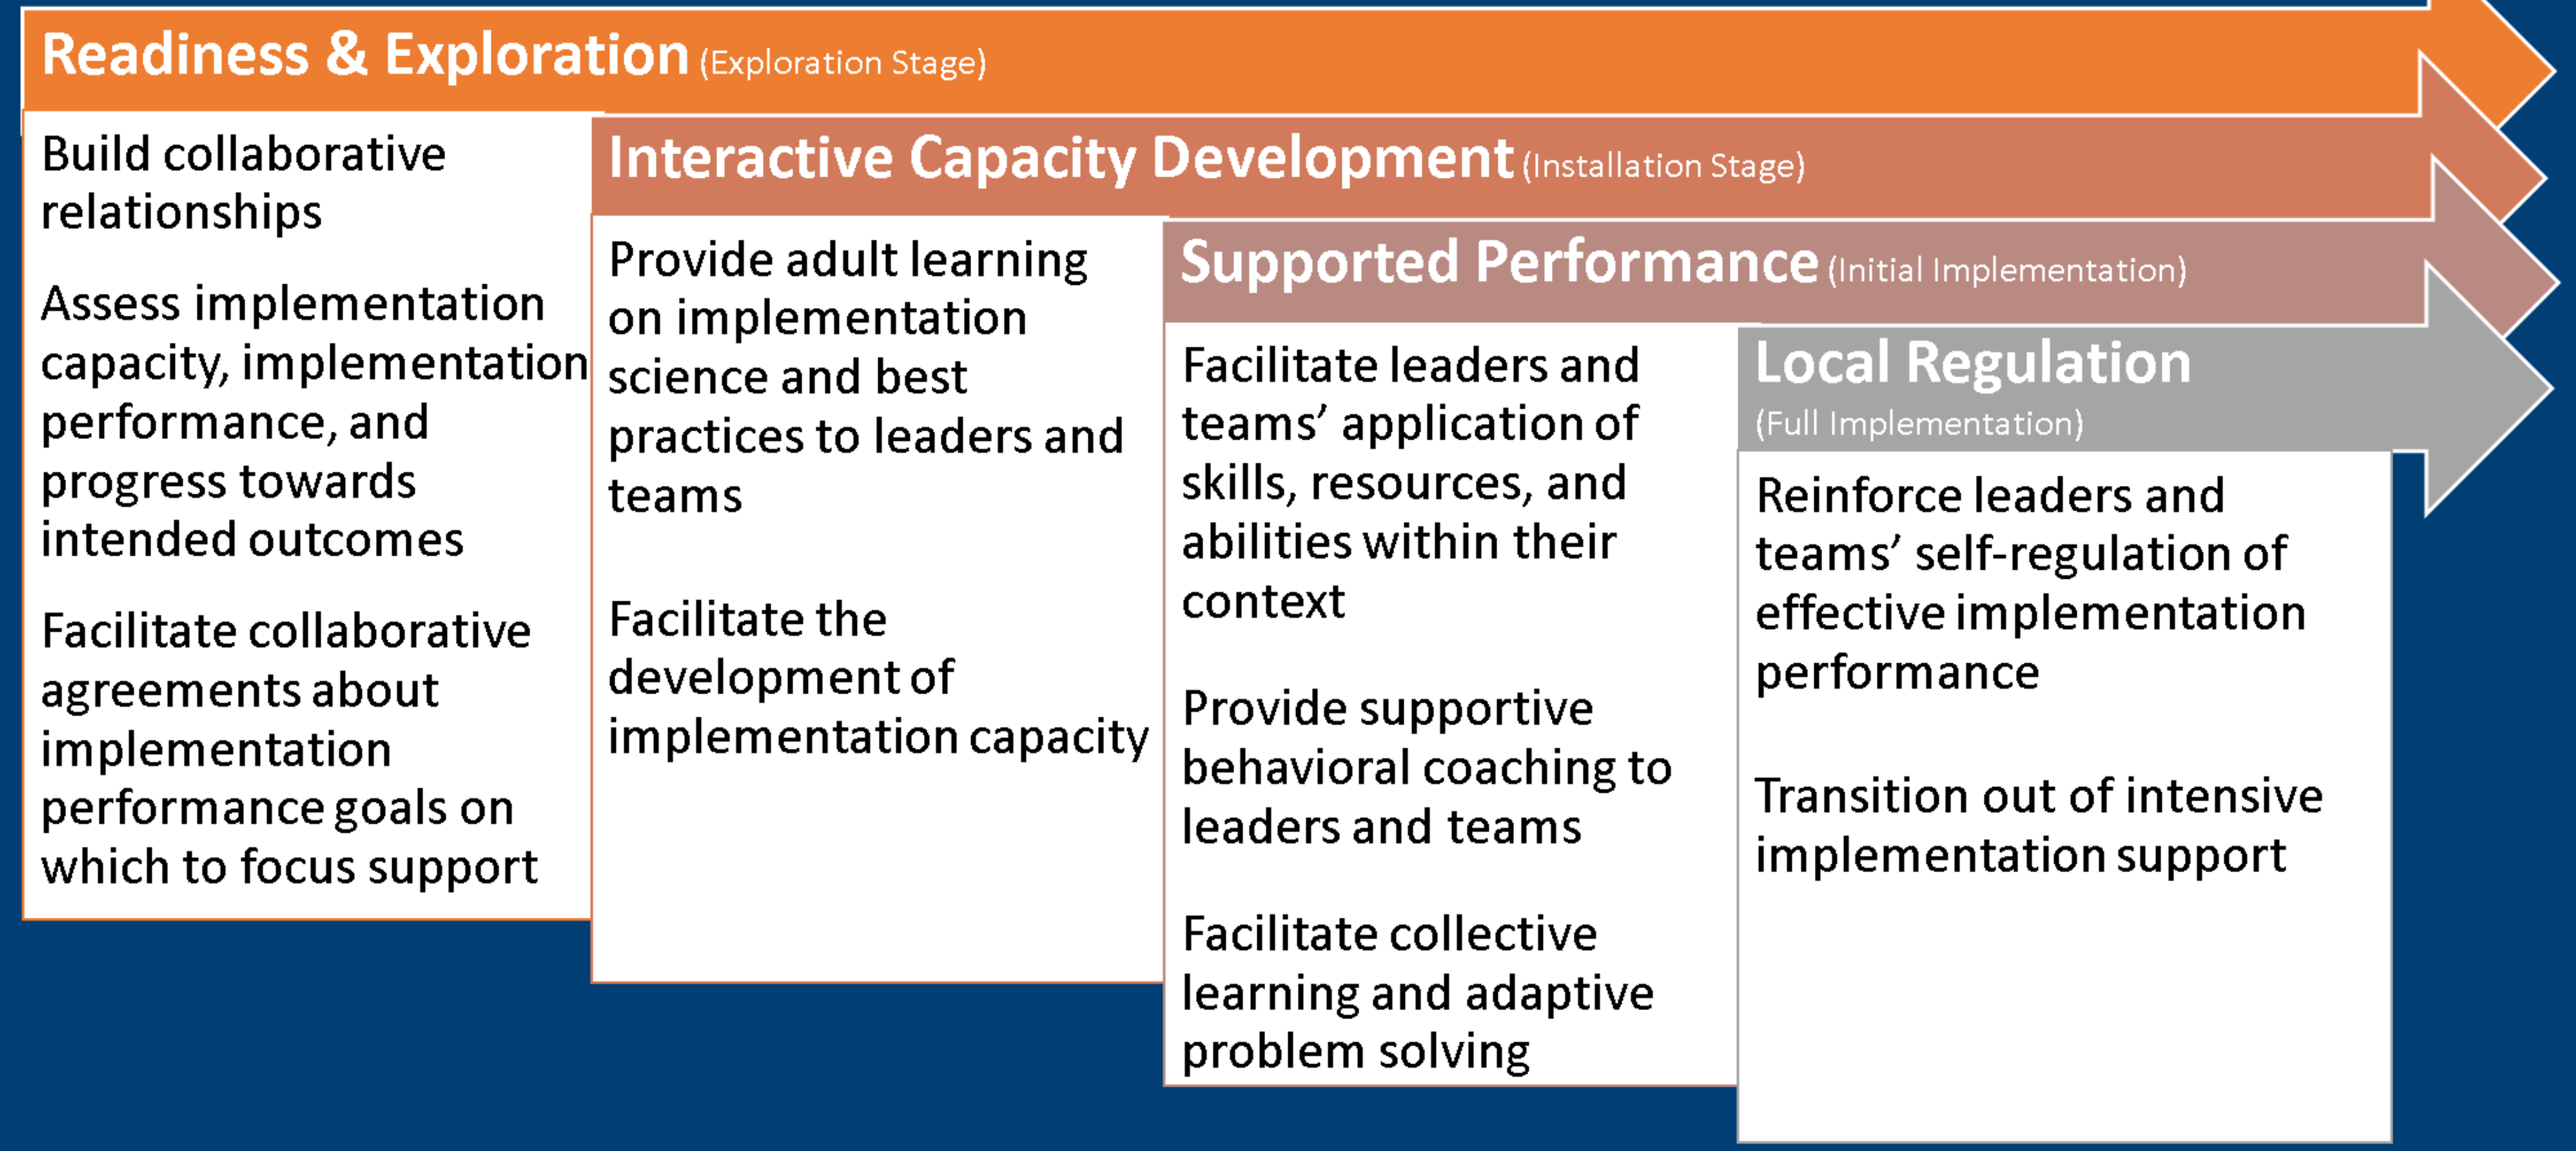 Readiness & Exploration (Exploration Stage)
Build collaborative
relationships
Assess implementation
capacity, implementation
performance, and
progress towards
intended outcomes
Facilitate collaborative
agreements about
implementation
performance goals on
which to focus support
Interactive Capacity Development (Installation Stage)
Provide adult learning
on implementation
science and best
practices to leaders and
teams
Facilitate the
development of
implementation capacity
Supported Performance (Initial Implementation)
Facilitate leaders and
teams’ application of
skills, resources, and
abilities within their
context
Provide supportive
behavioral coaching to
leaders and teams
Facilitate collective
learning and adaptive
problem solving
Local Regulation
(Full Implementation)
Reinforce leaders and
teams’ self-regulation of
effective implementation
performance
Transition out of intensive
implementation support